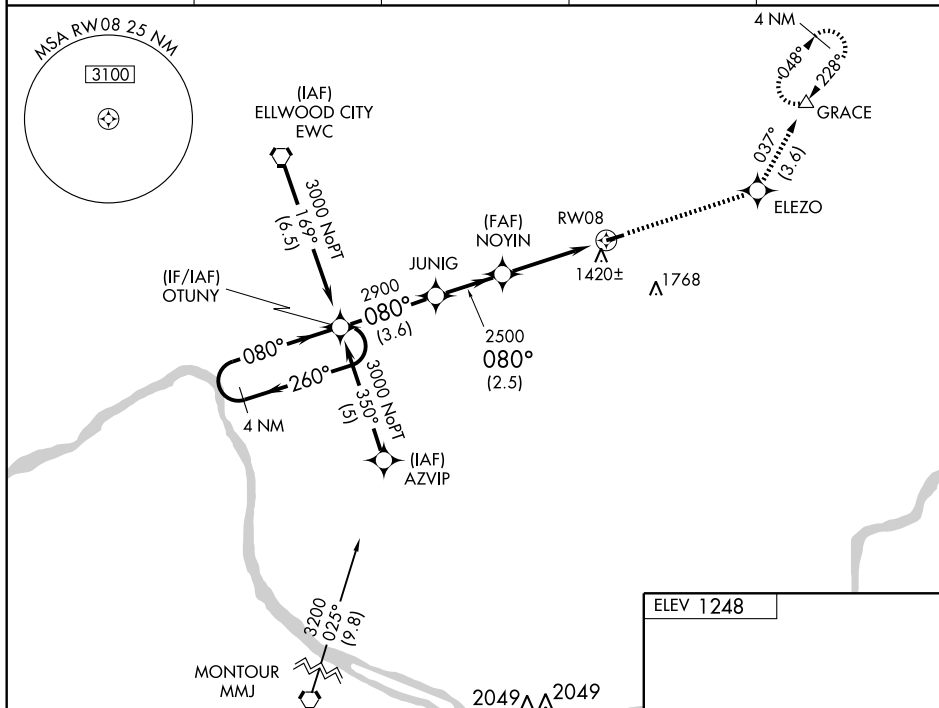 MSA RW08 25 NM
3100
4 NM
048°
228°
GRACE
037°
(3.6)
ELEZO
(IAF)
ELLWOOD CITY
EWC
3000 NoPT
169°
(6.5)
(FAF)
NOYIN
RW08
1420±
1768
JUNIG
(IF/IAF)
OTUNY
2900
080°
(3.6)
2500
080°
(2.5)
080°
260°
4 NM
3000 NoPT
350°
(5)
(IAF)
AZVIP
3200
025°
(9.8)
MONTOUR
MMJ
2049
2049
ELEV 1248